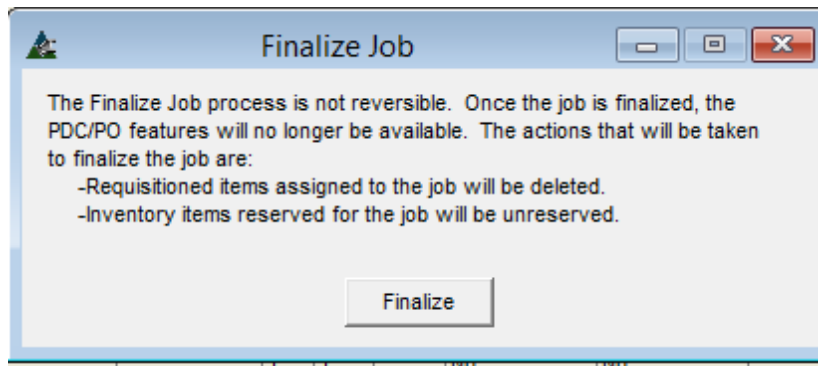 Finalize Job
The Finalize Job process is not reversible.  Once the job is finalized, the
PDC/PO features will no longer be available.  The actions that will be taken
to finalize the job are:
-Requisitioned items assigned to the job will be deleted.
-Inventory items reserved for the job will be unreserved.
Finalize